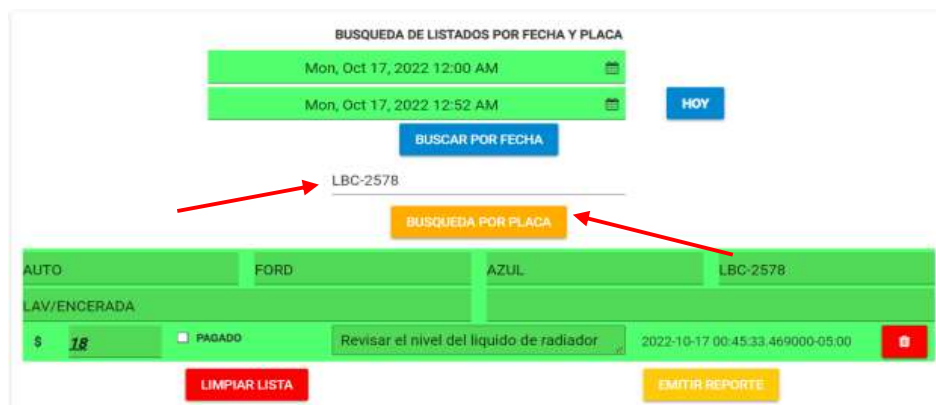 BUSQUEDA DE LISTADOS POR FECHA Y PLACA
Mon, Oct 17, 2022 12:00 AM
Mon, Oct 17, 2022 12:52 AM HOY
BUSCAR POR FECHA
LBC-2578
BUSQUEDA POR PLACA
AUTO FORD AZUL LBC-2578
LAV/ENCERADA
$ 18 PAGADO Revisar el nivel del liquido de radiador 2022-10-17 00:45:33.469000-05:00
LIMPIAR LISTA EMITIR REPORTE